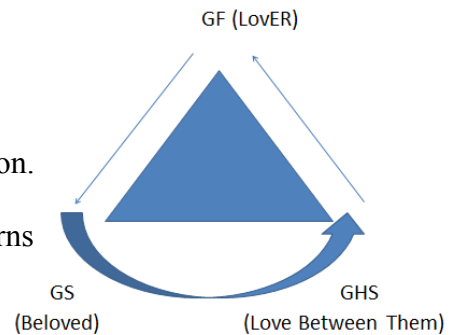 GF (LovER)
on.
rns
GS
(Beloved)
GHS
(Love Between Them)